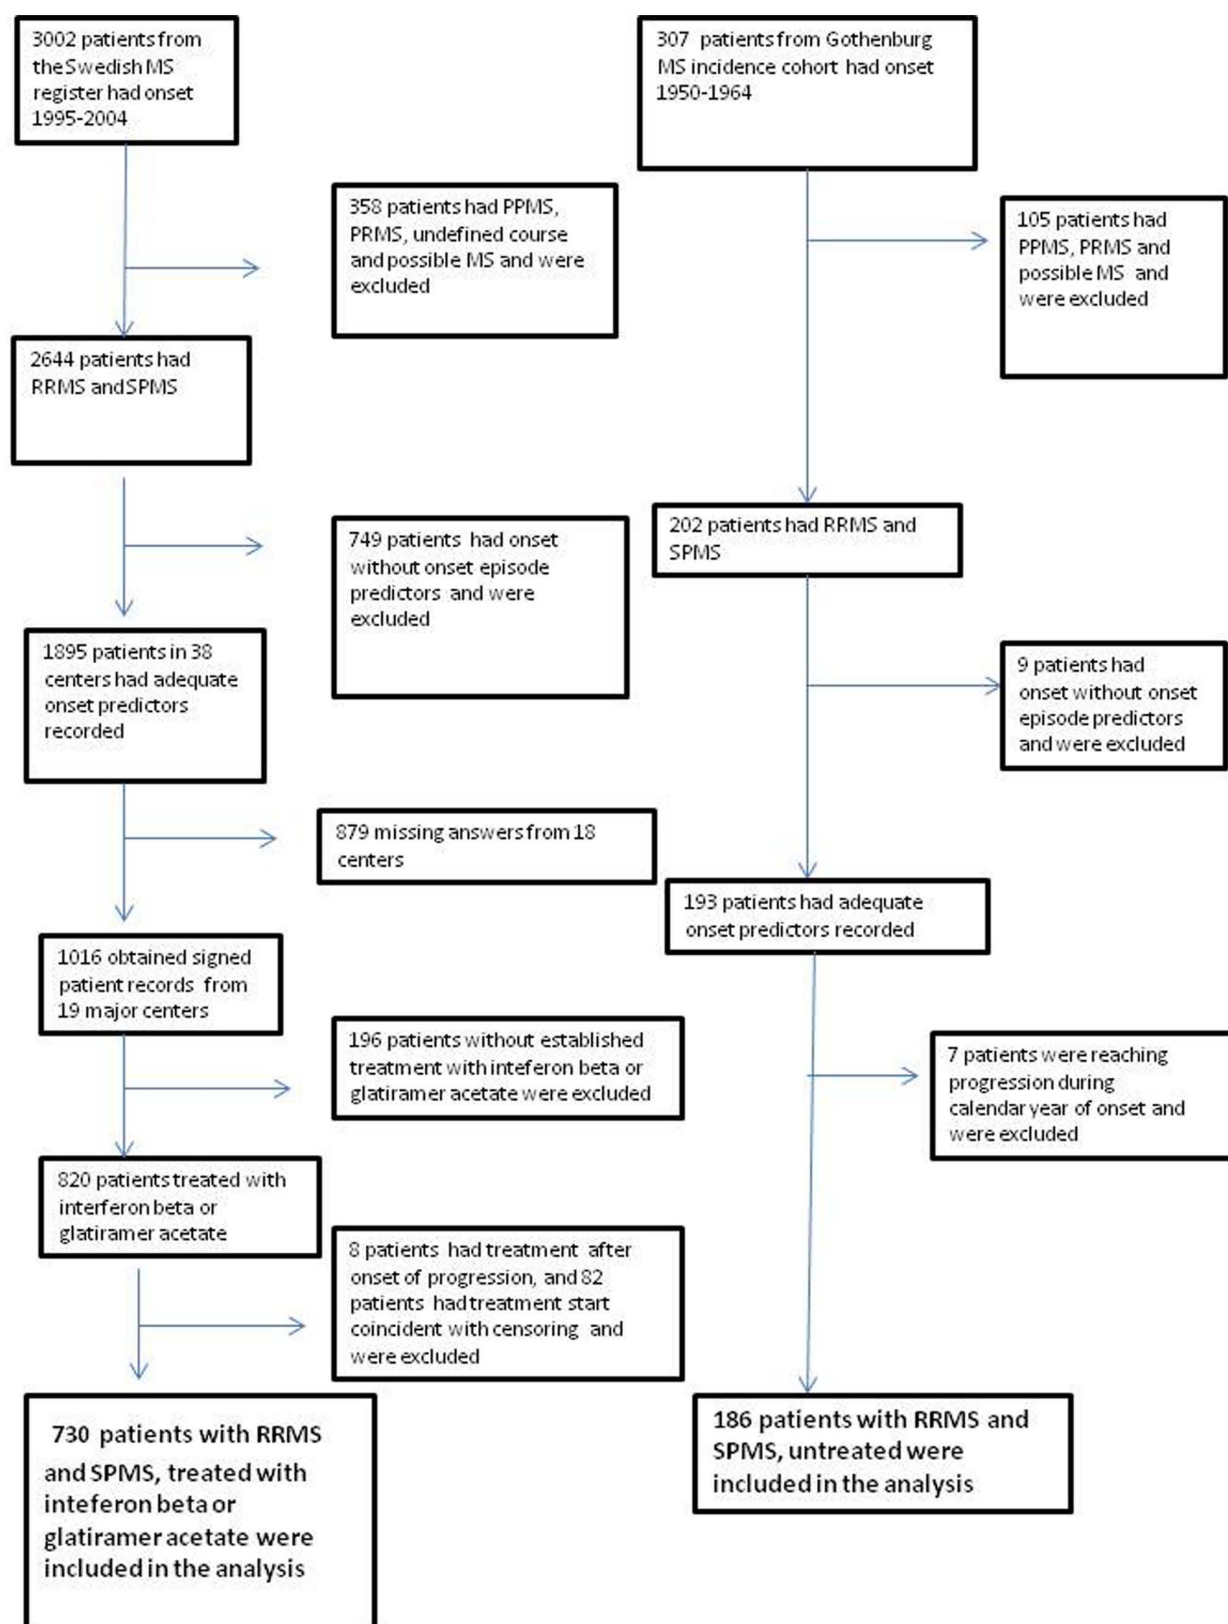 3002 patients from
the Swedish MS
register had onset
1995-2004
358 patients had PPMS,
PRMS, undefined course
and possible MS and were
excluded
2644 patients had
RRMS and SPMS
749 patients had onset
without onset episode
predictors and were
excluded
1895 patients in 38
centers had adequate
onset predictors
recorded
879 missing answers from 18
centers
1016 obtained signed
patient records from
19 major centers
196 patients without established
treatment with inteferon beta or
glatiramer acetate were excluded
820 patients treated with
interferon beta or
glatiramer acetate
8 patients had treatment after
onset of progression, and 82
patients had treatment start
coincident with censoring and
were excluded
730 patients with RRMS
and SPMS, treated with
inteferon beta or
glatiramer acetate were
included in the analysis
307 patients from Gothenburg
MS incidence cohort had onset
1950-1964
105 patients had
PPMS, PRMS and
possible MS and
were excluded
202 patients had RRMS and
SPMS
9 patients had
onset without onset
episode predictors
and were excluded
193 patients had adequate
onset predictors recorded
7 patients were reaching
progression during
calendar year of onset and
were excluded
186 patients with RRMS and
SPMS, untreated were
included in the analysis